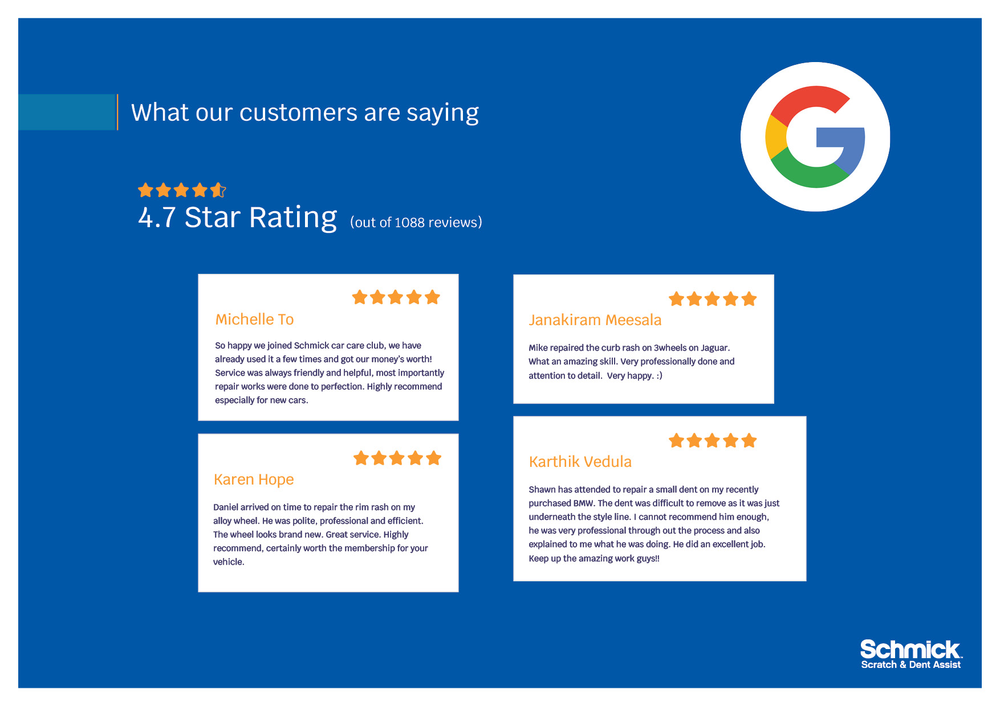 What our customers are saying
4.7 Star Rating (out of 1088 reviews)
Michelle To
So happy we joined Schmick car care club, we have
already used it a few times and got our money’s worth!
Service was always friendly and helpful, most importantly
repair works were done to perfection. Highly recommend
especially for new cars.
Karen Hope
Daniel arrived on time to repair the rim rash on my
alloy wheel. He was polite, professional and efficient.
The wheel looks brand new. Great service. Highly
recommend, certainly worth the membership for your
vehicle.
Janakiram Meesala
Mike repaired the curb rash on 3wheels on Jaguar.
What an amazing skill. Very professionally done and
attention to detail.  Very happy. :)
Karthik Vedula
Shawn has attended to repair a small dent on my recently
purchased BMW. The dent was difficult to remove as it was just
underneath the style line. I cannot recommend him enough,
he was very professional through out the process and also
explained to me what he was doing. He did an excellent job.
Keep up the amazing work guys!!
Schmick™
Scratch & Dent Assist